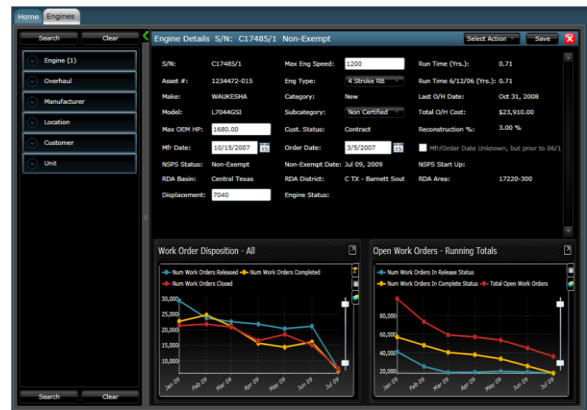 Home Engines
Search Clear
Engine (1)
Overhaul
Manufacturer
Location
Customer
Unit
Search Clear
Engine Details S/N: C17485/1 Non-Exempt Select Action Save X
S/N: C17485/1 Max Eng Speed: 1200 Run Time (Yrs.): 0.71
Asset #: 1234472-015 Eng Type: 4 Stroke RB Run Time 6/12/06 (Yrs.): 0.71
Make: WAUKESHA Category: New Last O/H Date: Oct 31, 2008
Model: L7044GSI Subcategory: Non Certified Total O/H Cost: $23,910.00
Max OEM HP: 1680.00 Cust. Status: Contract Reconstruction %: 3.00 %
Mfr Date: 10/15/2007 15 Order Date: 3/5/2007 15 Mfr/Order Date Unknown, but prior to 06/1
NSPS Status: Non-Exempt Non-Exempt Date: Jul 09, 2009 NSPS Start Up:
RDA Basin: Central Texas RDA District: C TX - Barnett Sout RDA Area: 17220-300
Displacement: 7040 Engine Status:
Work Order Disposition - All
Num Work Orders Released Num Work Orders Completed
Num Work Orders Closed
30,000
25,000
20,000
15,000
10,000
Jan 09 Feb 09 Mar 09 Apr 09 May 09 Jun 09 Jul 09
Open Work Orders - Running Totals
Num Work Orders In Release Status
Num Work Orders In Complete Status Total Open Work Orders
80,000
60,000
40,000
20,000
Jan 09 Feb 09 Mar 09 Apr 09 May 09 Jun 09 Jul 09